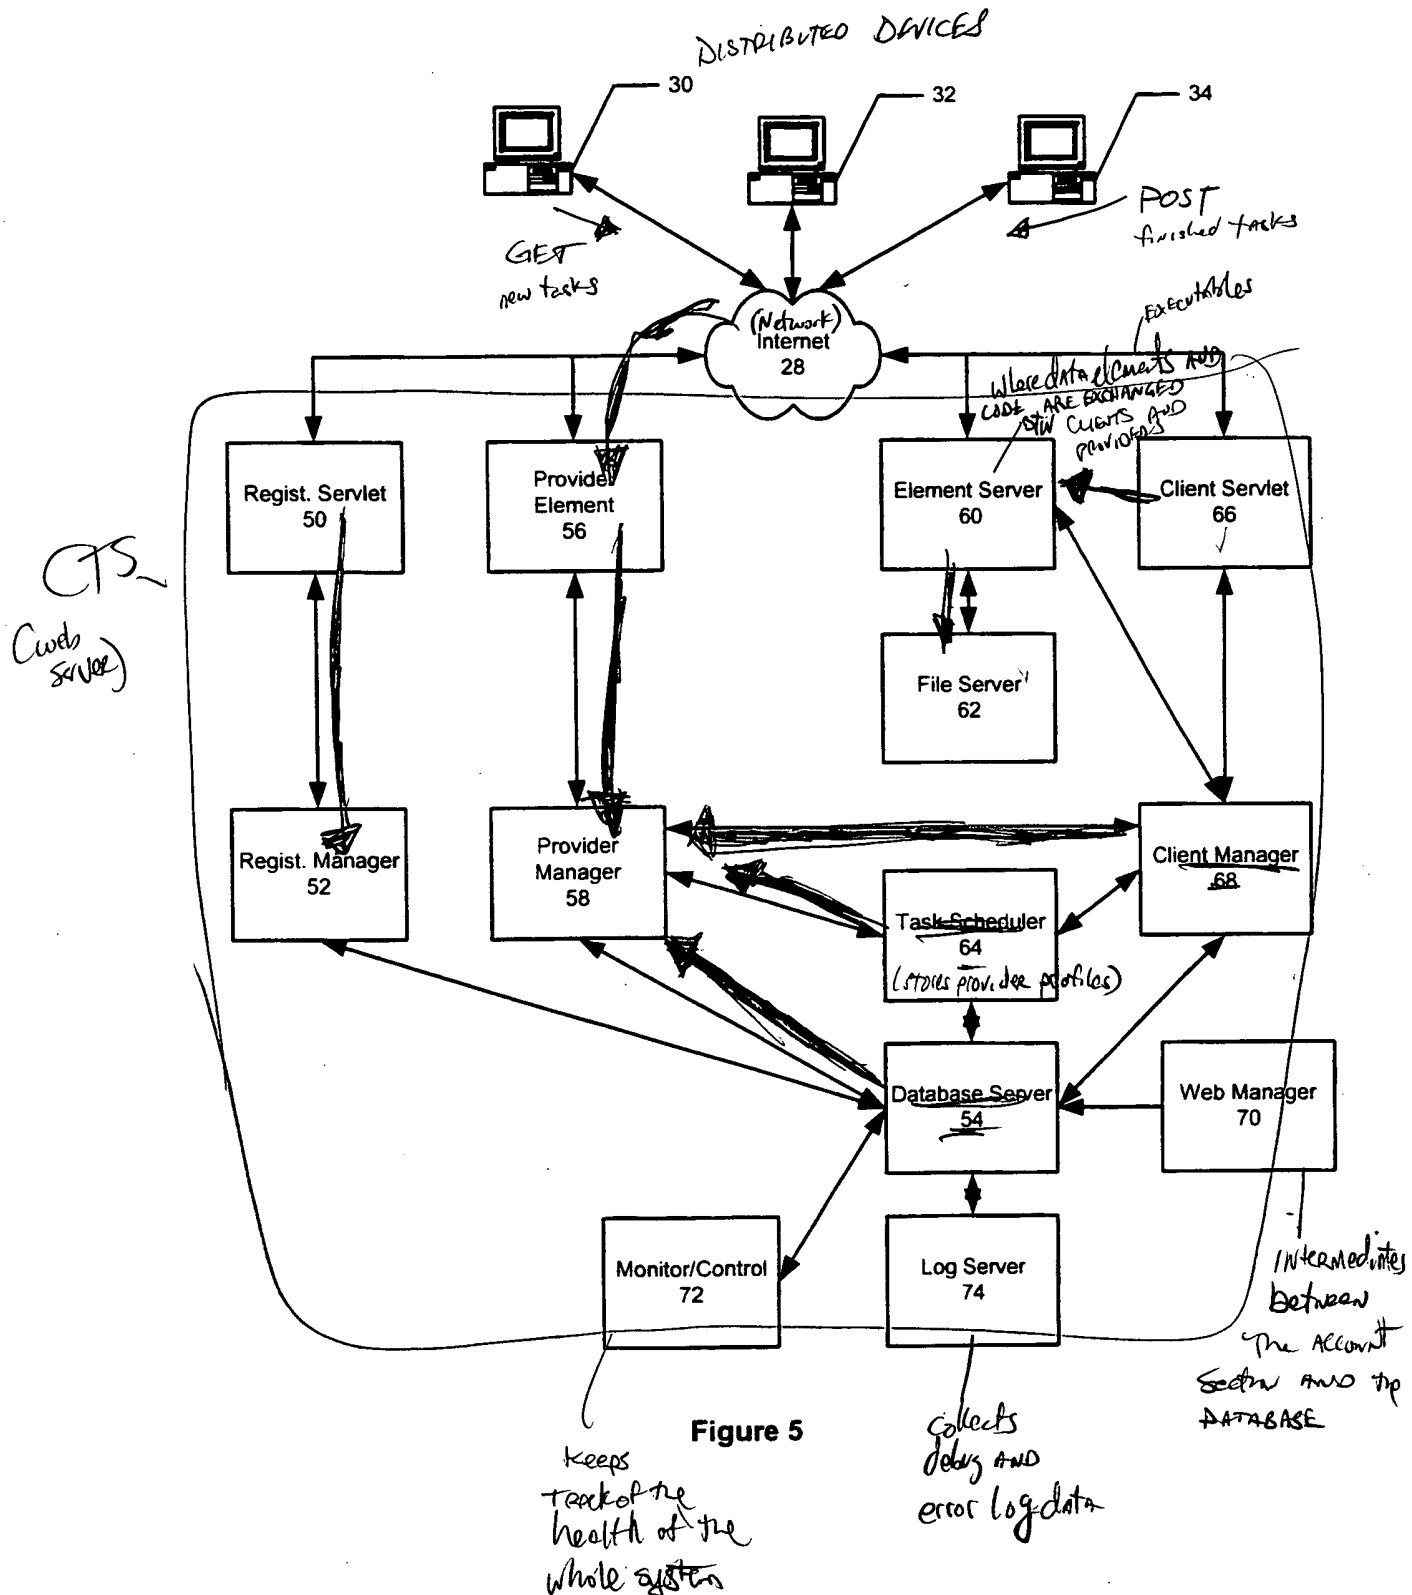 DISTRIBUTED DEVICES
30
32
34
GET
new tasks
POST
finished tasks
EXECUTABLES
(Network)
Internet
28
where data elements AND
CODE ARE EXCHANGED
BTW CLIENTS AND
PROVIDERS
Regist. Servlet
50
Provider
Element
56
Element Server
60
Client Servlet
66
CTS
(web
server)
File Server
62
Regist. Manager
52
Provider
Manager
58
Client Manager
68
Task Scheduler
64
(stores provider profiles)
Database Server
54
Web Manager
70
Monitor/Control
72
Log Server
74
Intermediates
between
The Account
Section AND the
DATABASE
Figure 5
keeps
track of the
health of the
whole system
collects
debug AND
error log data